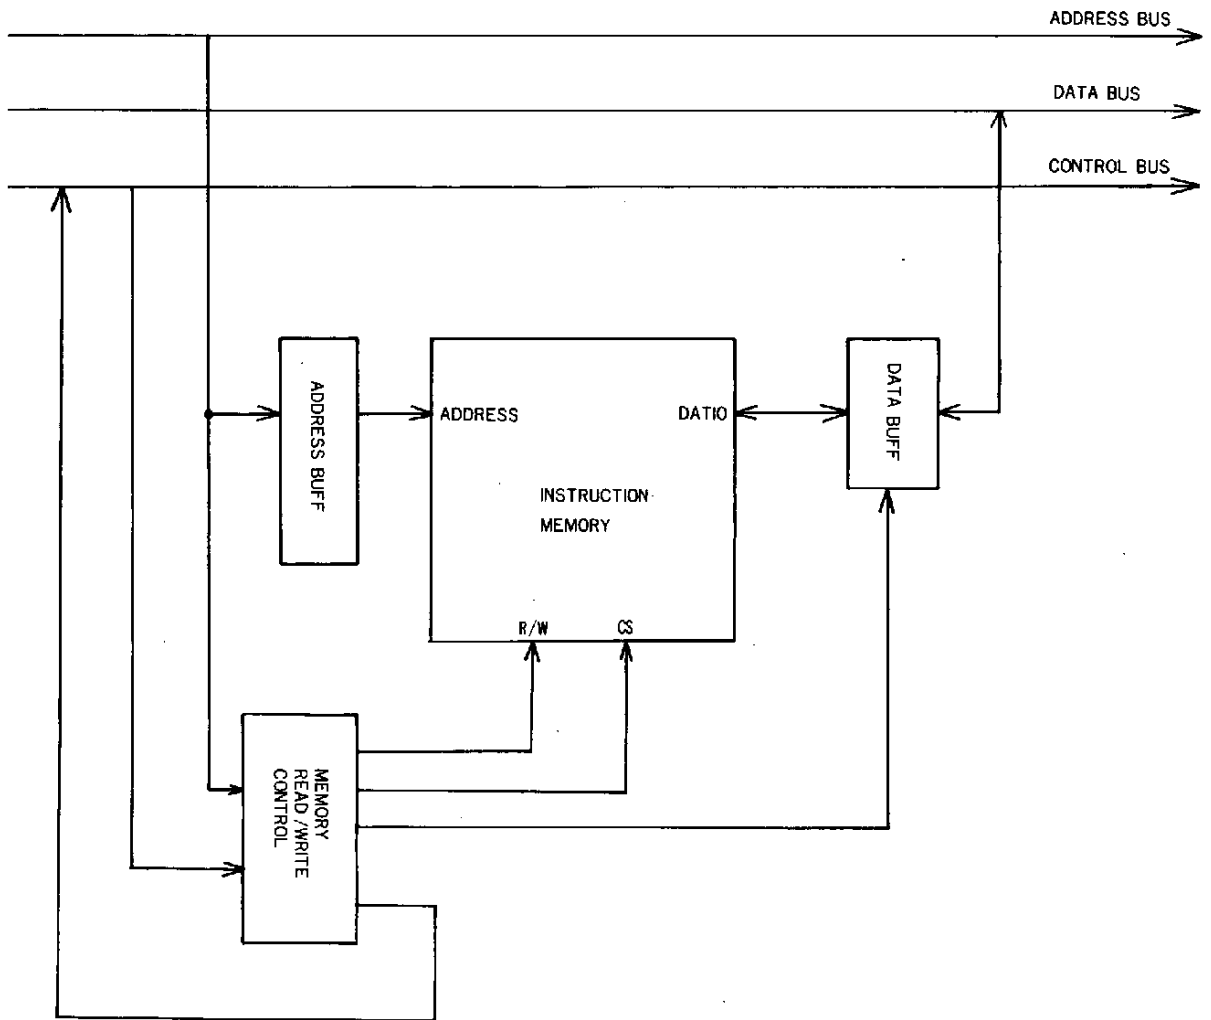 ADDRESS BUS
DATA BUS
CONTROL BUS
ADDRESS BUFF
ADDRESS
DATIO
DATA BUFF
INSTRUCTION
MEMORY
R/W
CS
MEMORY
READ/WRITE
CONTROL